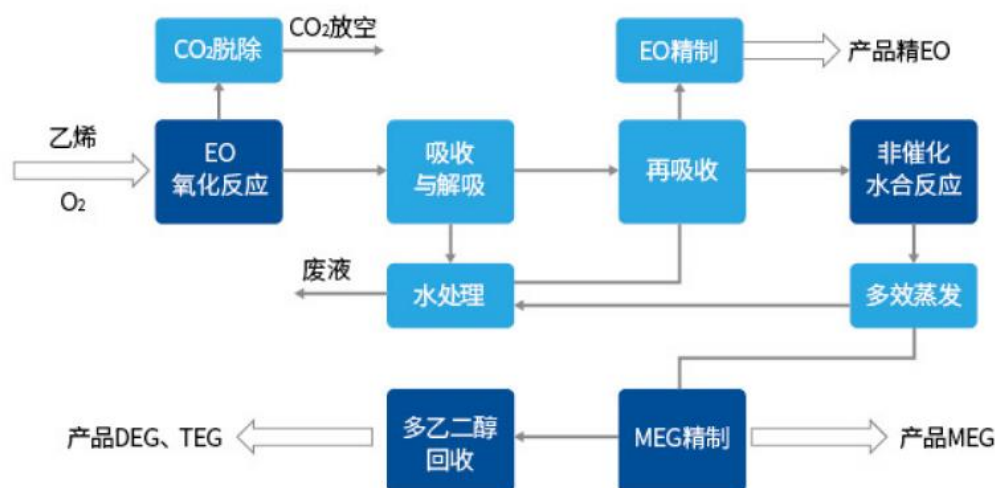 CO₂脱除
CO₂放空
EO精制
产品精EO
乙烯
O₂
EO
氧化反应
吸收
与解吸
再吸收
非催化
水合反应
废液
水处理
多效蒸发
产品DEG、TEG
多乙二醇
回收
MEG精制
产品MEG